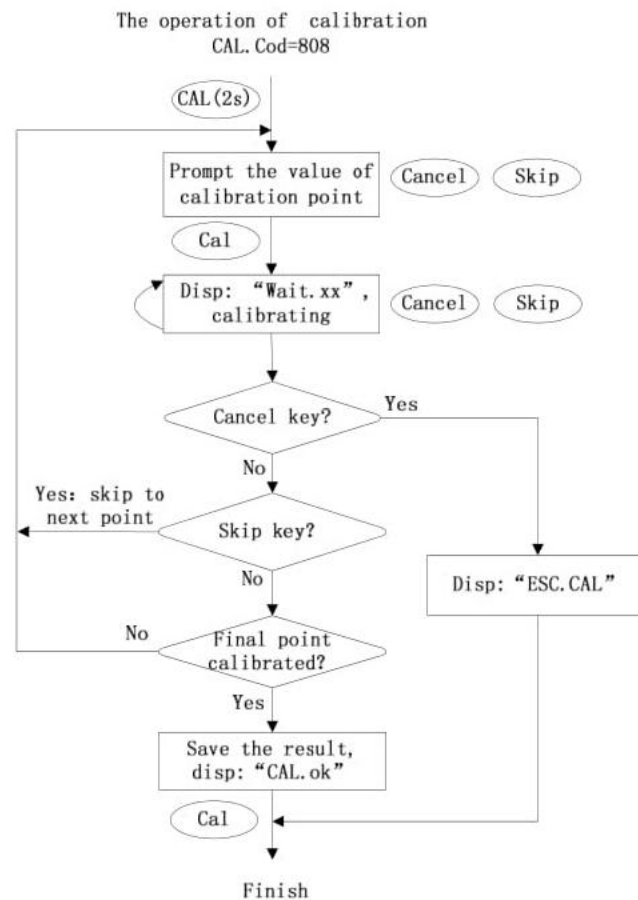 The operation of calibration
CAL.Cod=808
CAL(2s)
Prompt the value of
calibration point
Cancel
Skip
Cal
Disp: “Wait.xx”,
calibrating
Cancel
Skip
Cancel key?
Yes
No
Yes: skip to
next point
Skip key?
No
Disp:“ESC.CAL”
No
Final point
calibrated?
Yes
Save the result,
disp:“CAL.ok”
Cal
Finish